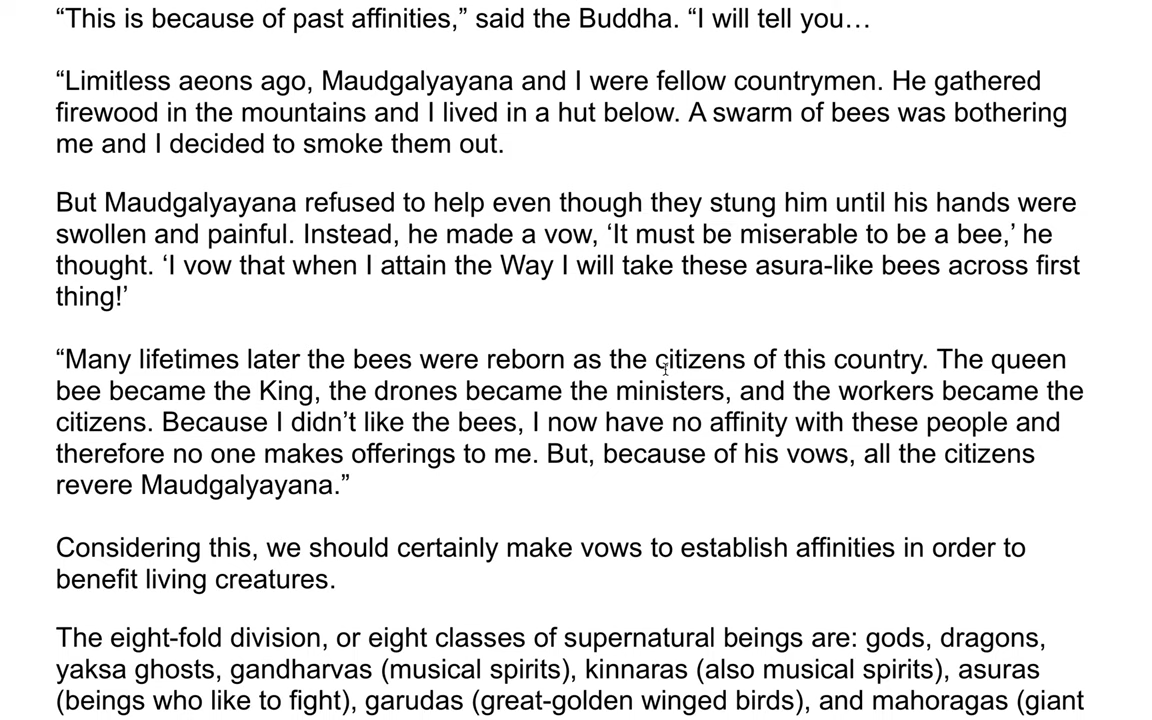 “This is because of past affinities,” said the Buddha. “I will tell you…
“Limitless aeons ago, Maudgalyayana and I were fellow countrymen. He gathered
firewood in the mountains and I lived in a hut below. A swarm of bees was bothering
me and I decided to smoke them out.
But Maudgalyayana refused to help even though they stung him until his hands were
swollen and painful. Instead, he made a vow, ‘It must be miserable to be a bee,’ he
thought. ‘I vow that when I attain the Way I will take these asura-like bees across first
thing!’
“Many lifetimes later the bees were reborn as the citizens of this country. The queen
bee became the King, the drones became the ministers, and the workers became the
citizens. Because I didn’t like the bees, I now have no affinity with these people and
therefore no one makes offerings to me. But, because of his vows, all the citizens
revere Maudgalyayana.”
Considering this, we should certainly make vows to establish affinities in order to
benefit living creatures.
The eight-fold division, or eight classes of supernatural beings are: gods, dragons,
yaksa ghosts, gandharvas (musical spirits), kinnaras (also musical spirits), asuras
(beings who like to fight), garudas (great-golden winged birds), and mahoragas (giant